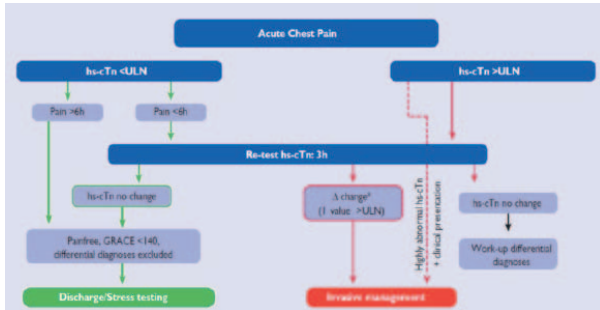 Acute Chest Pain
hs-cTn <ULN
hs-cTn >ULN
Pain >6h
Pain <6h
Re-test hs-cTn: 3h
hs-cTn no change
Δ change
(1 value >ULN)
Highly abnormal hs-cTn
+ clinical presentation
hs-cTn no change
Painfree, GRACE <140,
differential diagnoses excluded
Work-up differential
diagnoses
Discharge/Stress testing
Invasive management